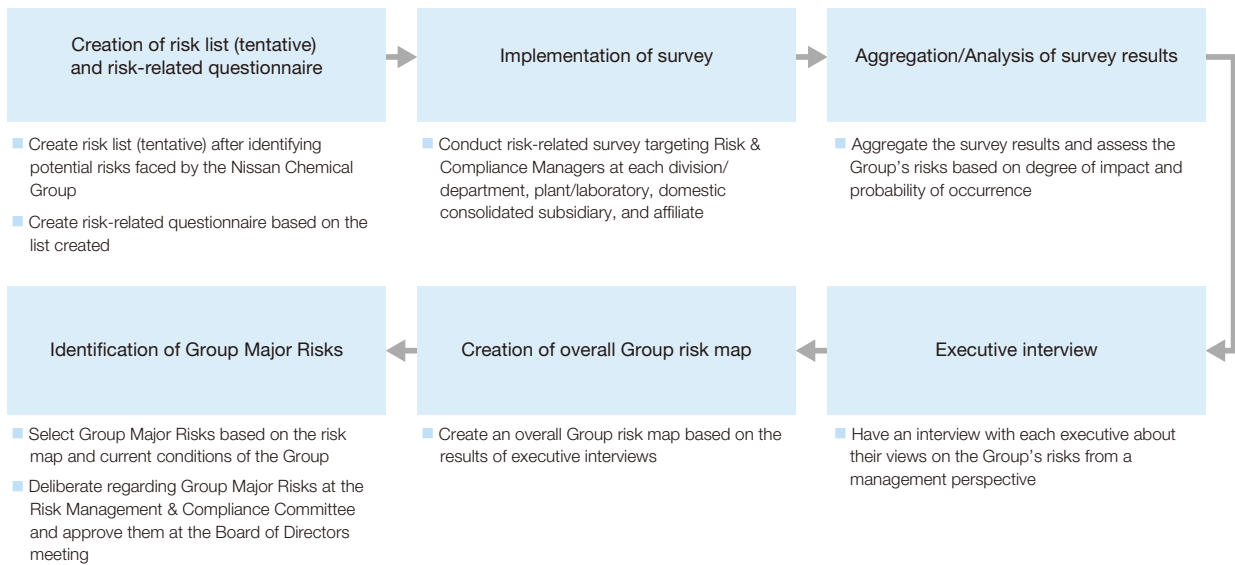 Creation of risk list (tentative)
and risk-related questionnaire
Create risk list (tentative) after identifying
potential risks faced by the Nissan Chemical
Group
Create risk-related questionnaire based on the
list created
Implementation of survey
Conduct risk-related survey targeting Risk &
Compliance Managers at each division/
department, plant/laboratory, domestic
consolidated subsidiary, and affiliate
Aggregation/Analysis of survey results
Aggregate the survey results and assess the
Group’s risks based on degree of impact and
probability of occurrence
Executive interview
Have an interview with each executive about
their views on the Group’s risks from a
management perspective
Creation of overall Group risk map
Create an overall Group risk map based on the
results of executive interviews
Identification of Group Major Risks
Select Group Major Risks based on the risk
map and current conditions of the Group
Deliberate regarding Group Major Risks at the
Risk Management & Compliance Committee
and approve them at the Board of Directors
meeting